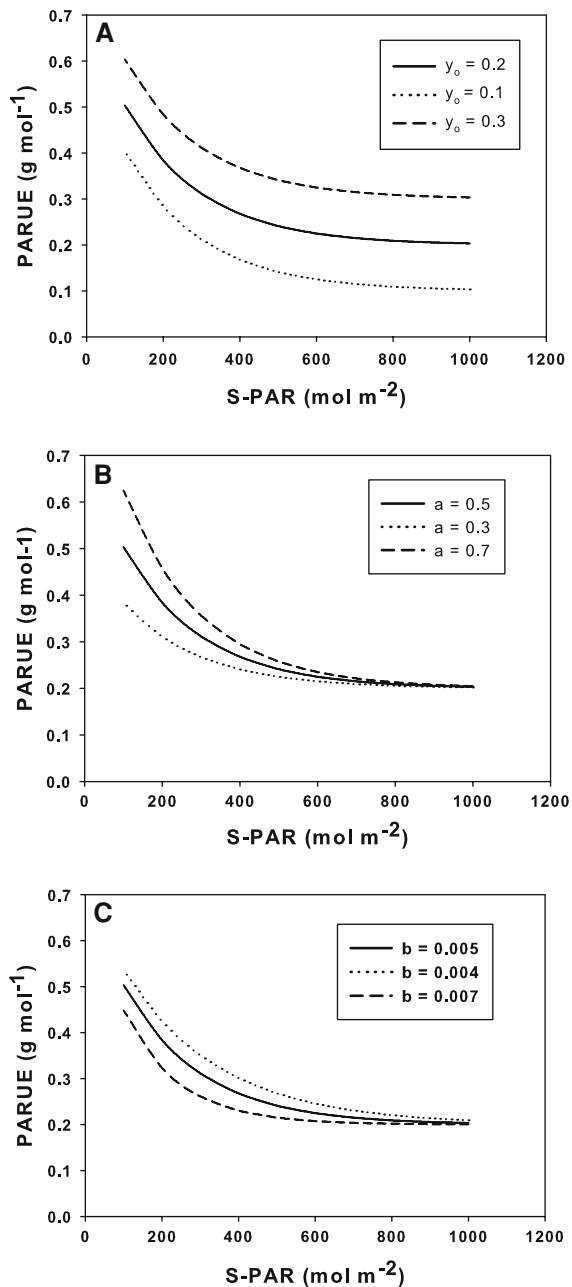 A
0.7
0.6
0.5
0.4
0.3
0.2
0.1
0.0
PARUE (g mol⁻¹)
y₀ = 0.2
y₀ = 0.1
y₀ = 0.3
0 200 400 600 800 1000 1200
S-PAR (mol m⁻²)
B
0.7
0.6
0.5
0.4
0.3
0.2
0.1
0.0
PARUE (g mol-1)
a = 0.5
a = 0.3
a = 0.7
0 200 400 600 800 1000 1200
S-PAR (mol m⁻²)
C
0.7
0.6
0.5
0.4
0.3
0.2
0.1
0.0
PARUE (g mol⁻¹)
b = 0.005
b = 0.004
b = 0.007
0 200 400 600 800 1000 1200
S-PAR (mol m⁻²)